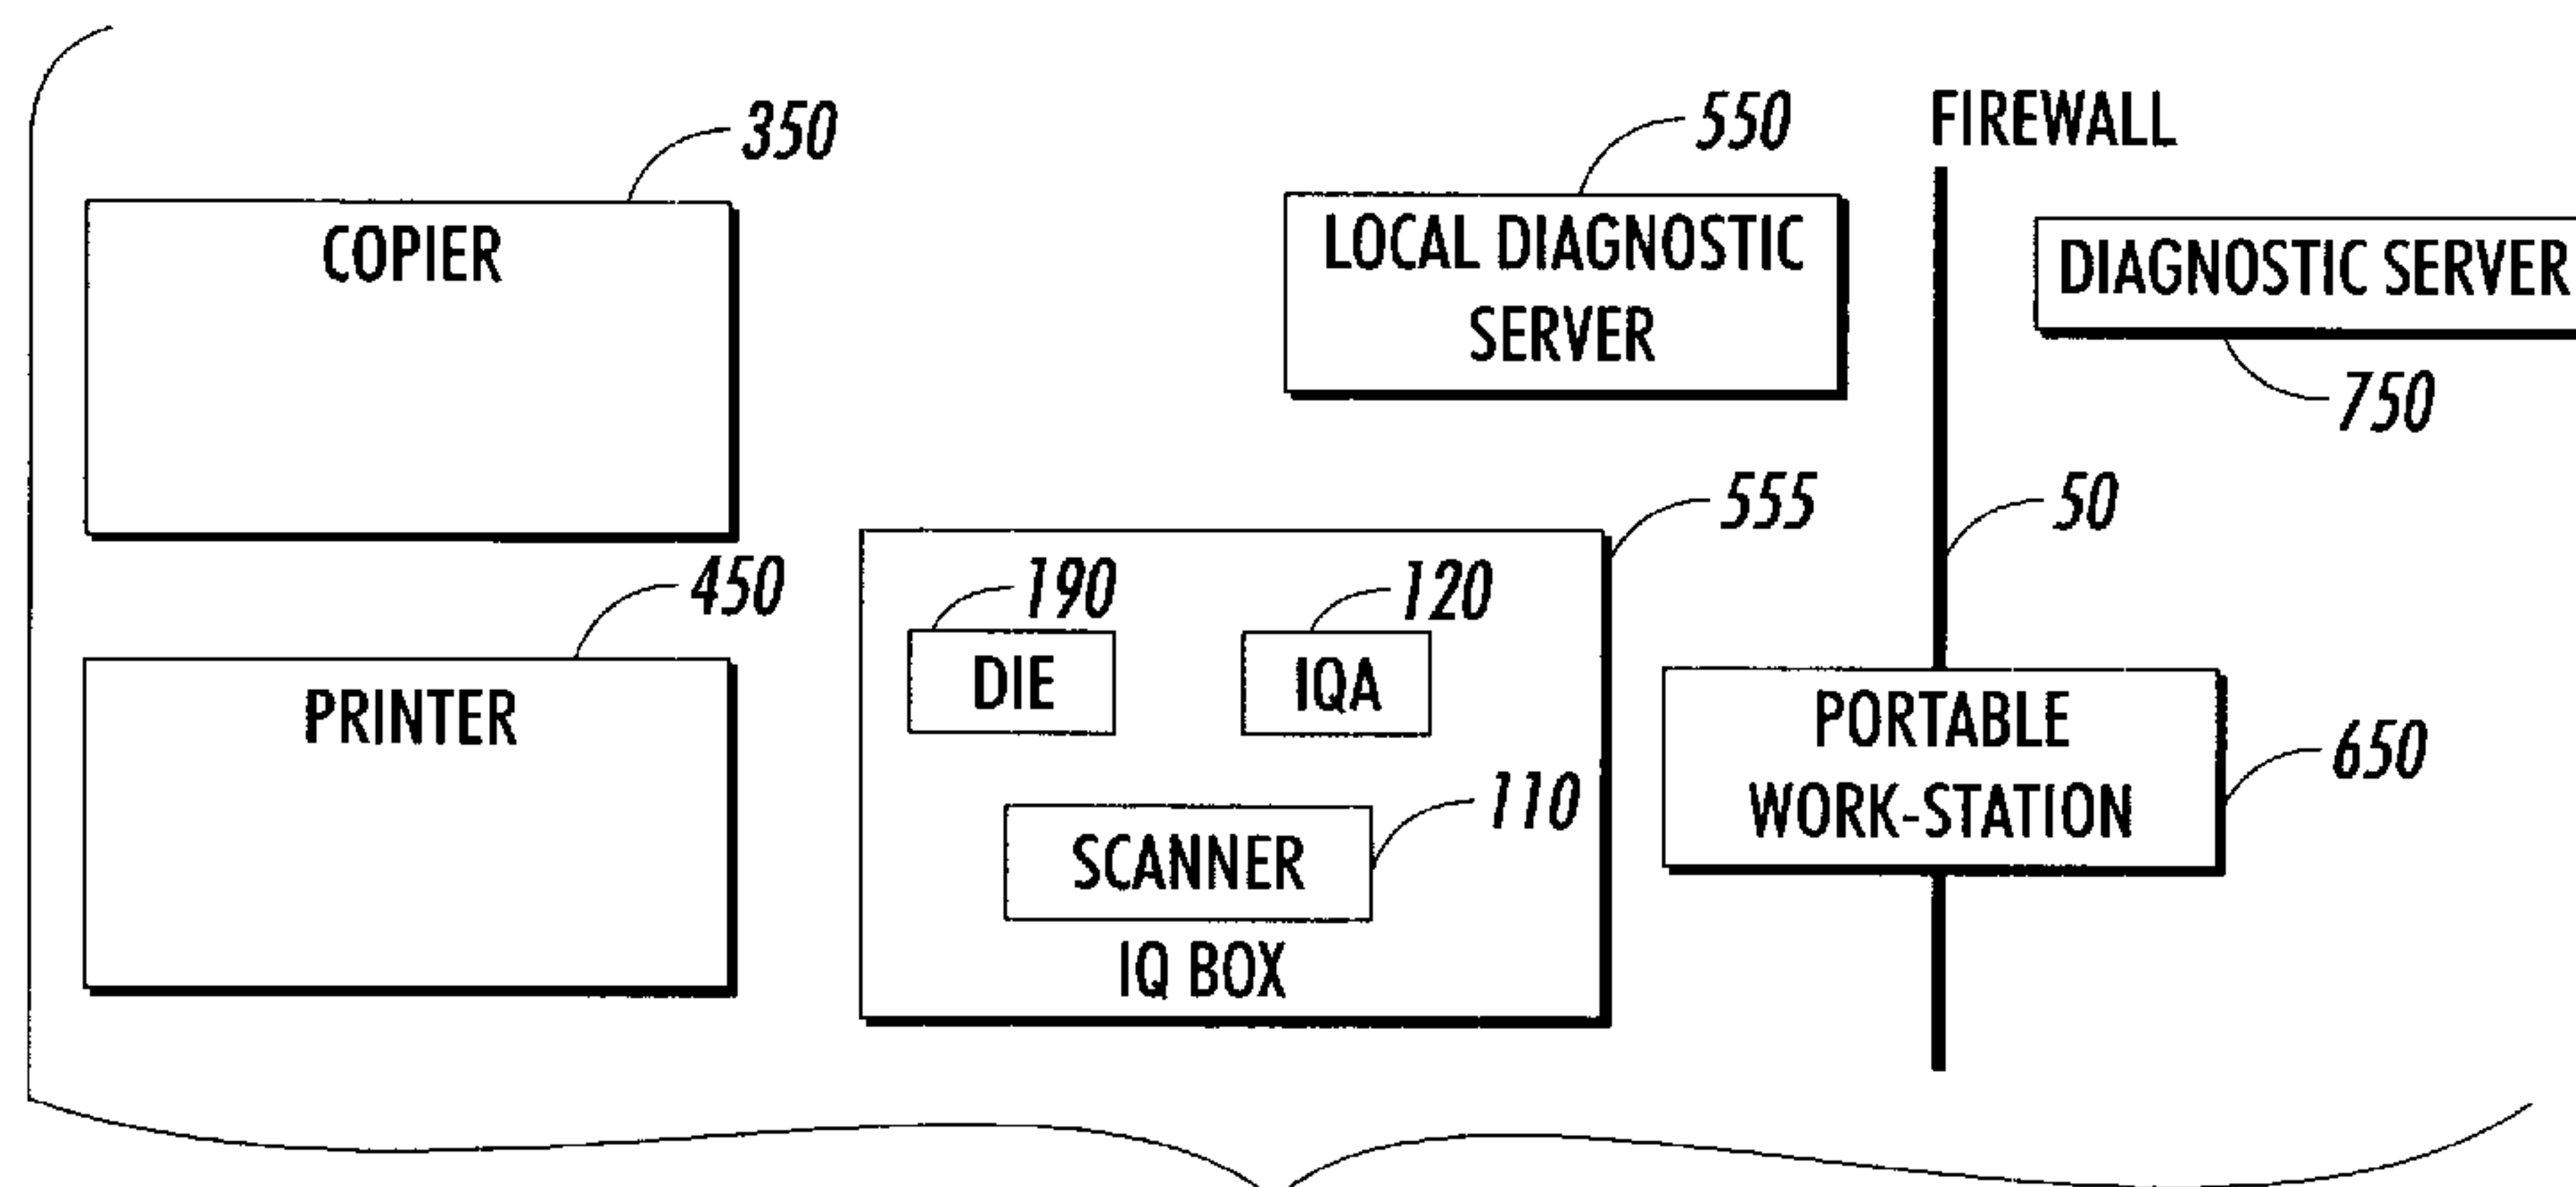 350
COPIER
450
PRINTER
550
LOCAL DIAGNOSTIC
SERVER
FIREWALL
DIAGNOSTIC SERVER
750
555
50
190
DIE
120
IQA
110
SCANNER
IQ BOX
PORTABLE
WORK-STATION
650